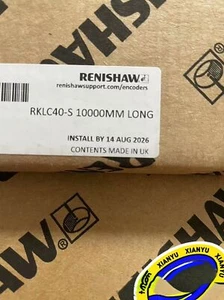 RENISHAW
renishawsupport.com/encoders
RKLC40-S 10000MM LONG
INSTALL BY 14 AUG 2026
CONTENTS MADE IN UK
RENISHAW
XIANYU
XIANYU